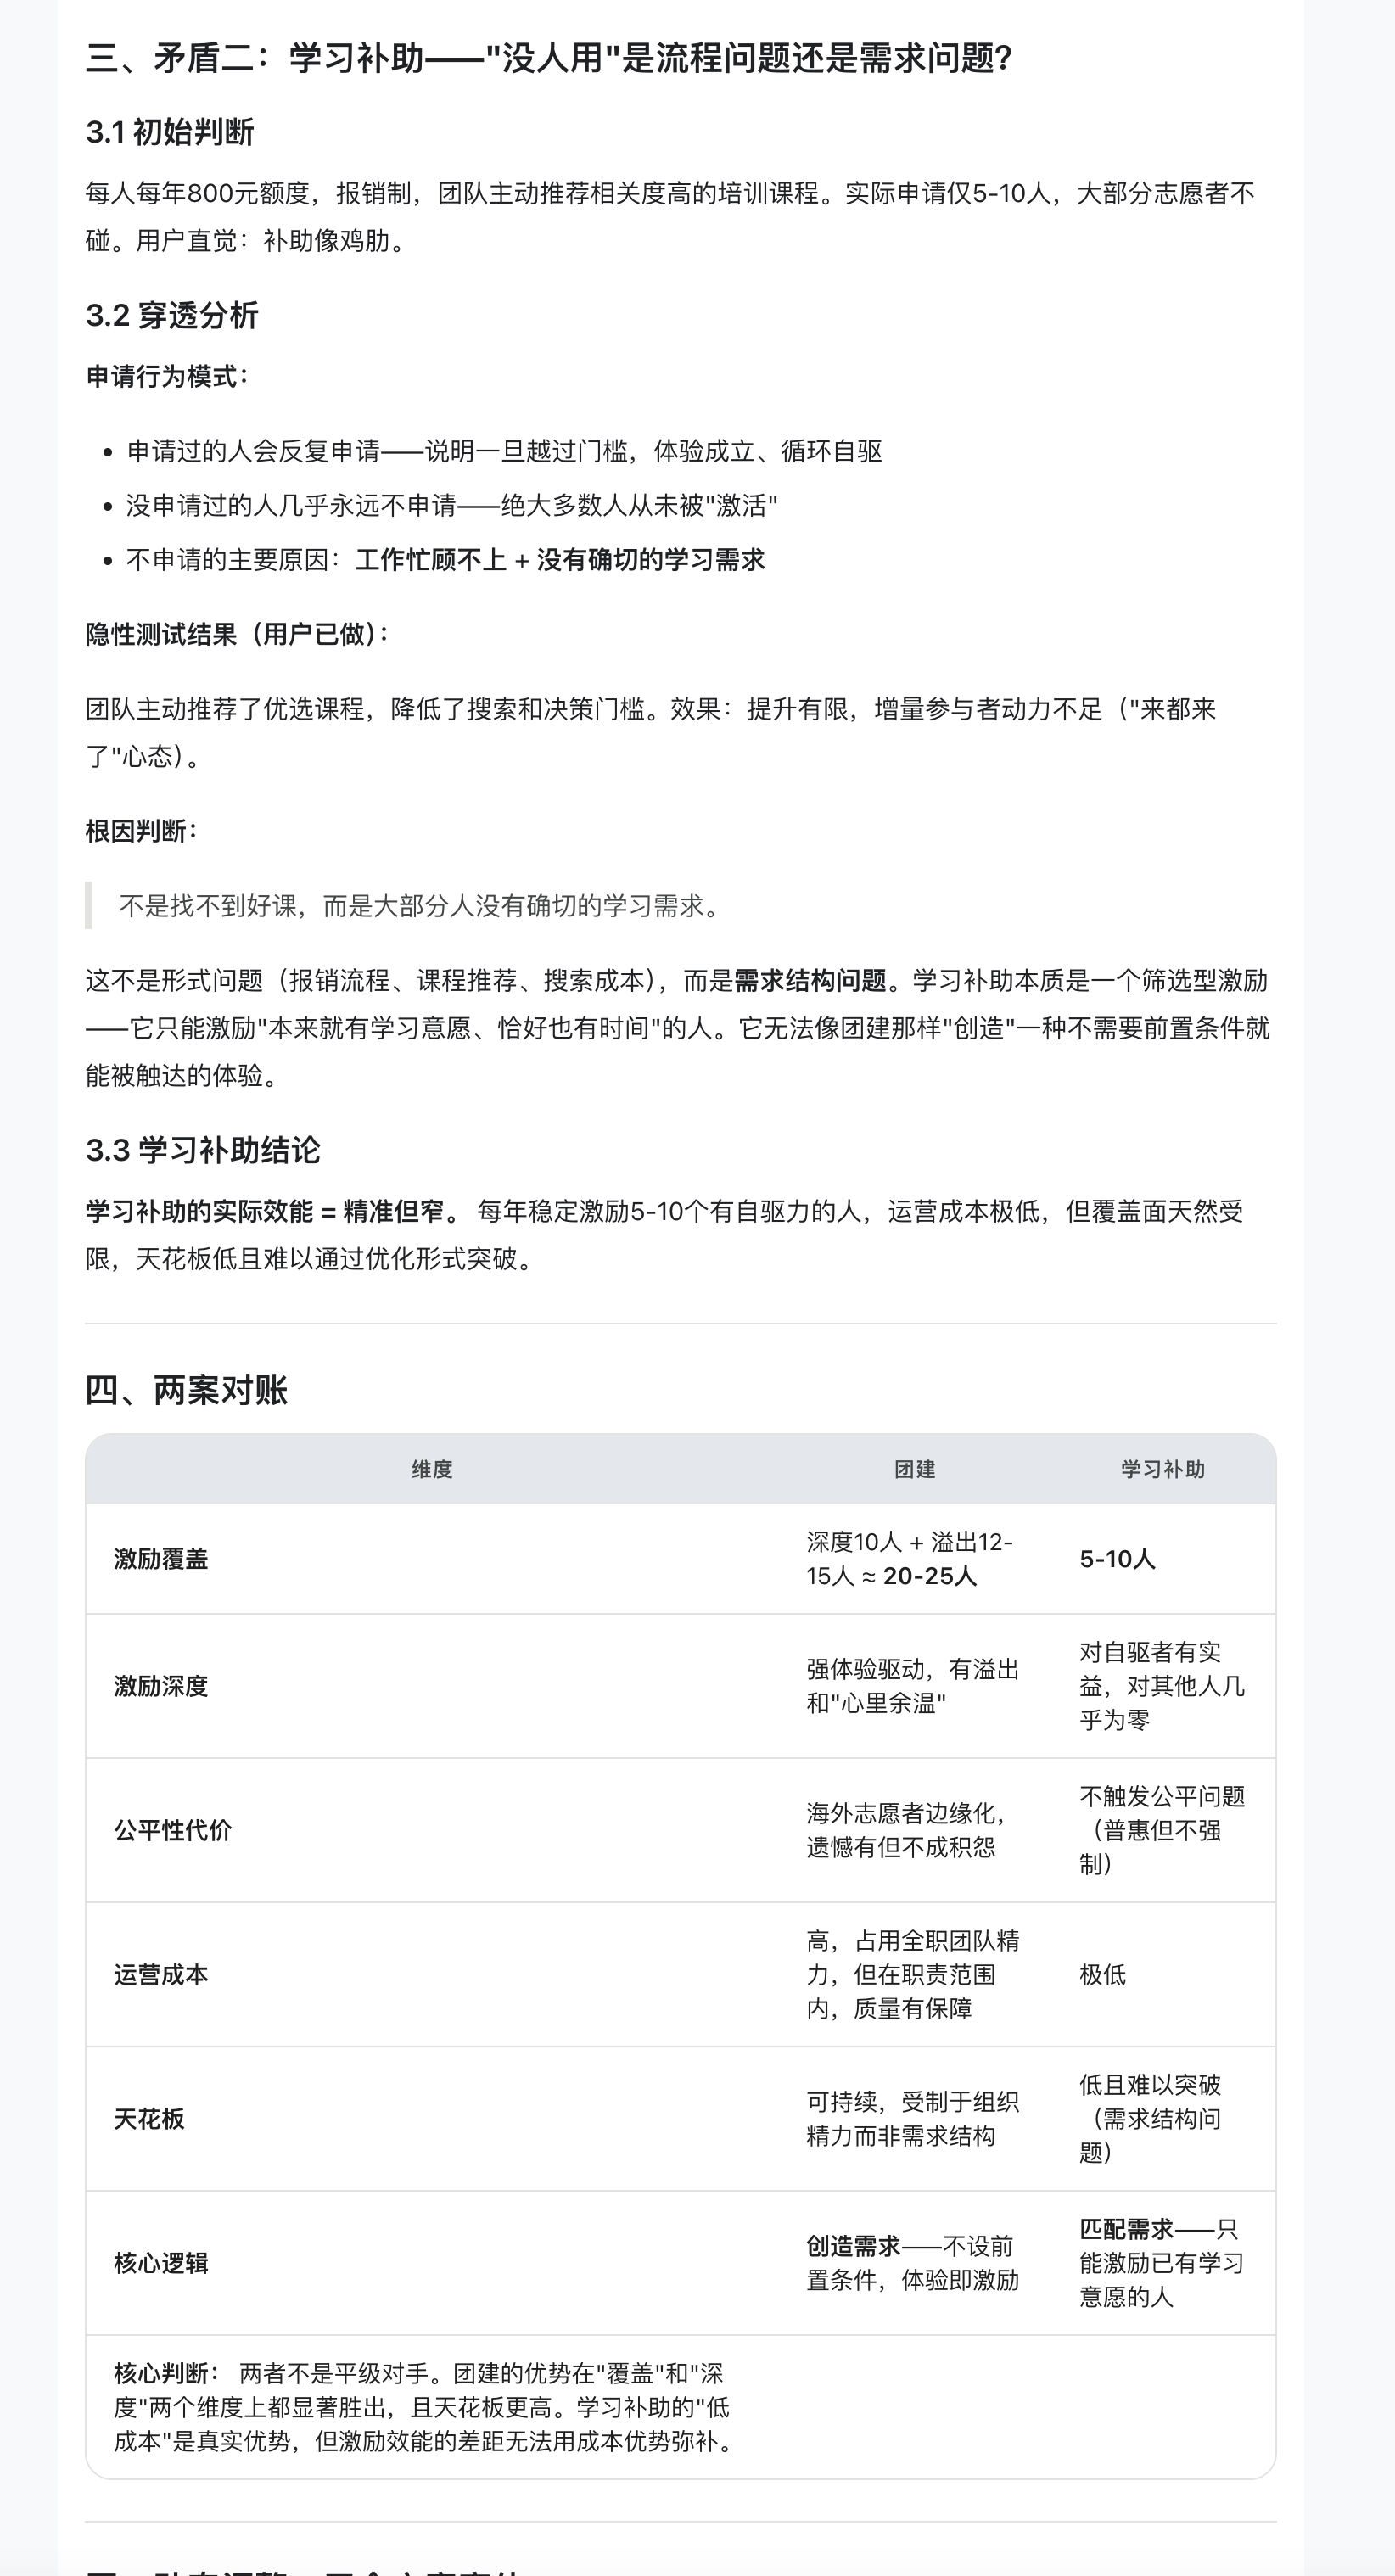 三、矛盾二：学习补助——"没人用"是流程问题还是需求问题?
3.1 初始判断
每人每年800元额度，报销制，团队主动推荐相关度高的培训课程。实际申请仅5-10人，大部分志愿者不
碰。用户直觉：补助像鸡肋。
3.2 穿透分析
申请行为模式：
• 申请过的人会反复申请——说明一旦越过门槛，体验成立、循环自驱
• 没申请过的人几乎永远不申请——绝大多数人从未被"激活"
• 不申请的主要原因：工作忙顾不上 + 没有确切的学习需求
隐性测试结果（用户已做）：
团队主动推荐了优选课程，降低了搜索和决策门槛。效果：提升有限，增量参与者动力不足（"来都来
了"心态）。
根因判断：
不是找不到好课，而是大部分人没有确切的学习需求。
这不是形式问题（报销流程、课程推荐、搜索成本），而是需求结构问题。学习补助本质是一个筛选型激励
——它只能激励"本来就有学习意愿、恰好也有时间"的人。它无法像团建那样"创造"一种不需要前置条件就
能被触达的体验。
3.3 学习补助结论
学习补助的实际效能 = 精准但窄。 每年稳定激励5-10个有自驱力的人，运营成本极低，但覆盖面天然受
限，天花板低且难以通过优化形式突破。
四、两案对账
维度 团建 学习补助
激励覆盖
深度10人 + 溢出12-
15人 ≈ 20-25人
5-10人
激励深度
强体验驱动，有溢出
和"心里余温"
对自驱者有实
益，对其他人几
乎为零
公平性代价
海外志愿者边缘化，
遗憾有但不成积怨
不触发公平问题
（普惠但不强
制）
运营成本
高，占用全职团队精
力，但在职责范围
内，质量有保障
极低
天花板
可持续，受制于组织
精力而非需求结构
低且难以突破
（需求结构问
题）
核心逻辑
创造需求——不设前
置条件，体验即激励
匹配需求——只
能激励已有学习
意愿的人
核心判断： 两者不是平级对手。团建的优势在"覆盖"和"深
度"两个维度上都显著胜出，且天花板更高。学习补助的"低
成本"是真实优势，但激励效能的差距无法用成本优势弥补。